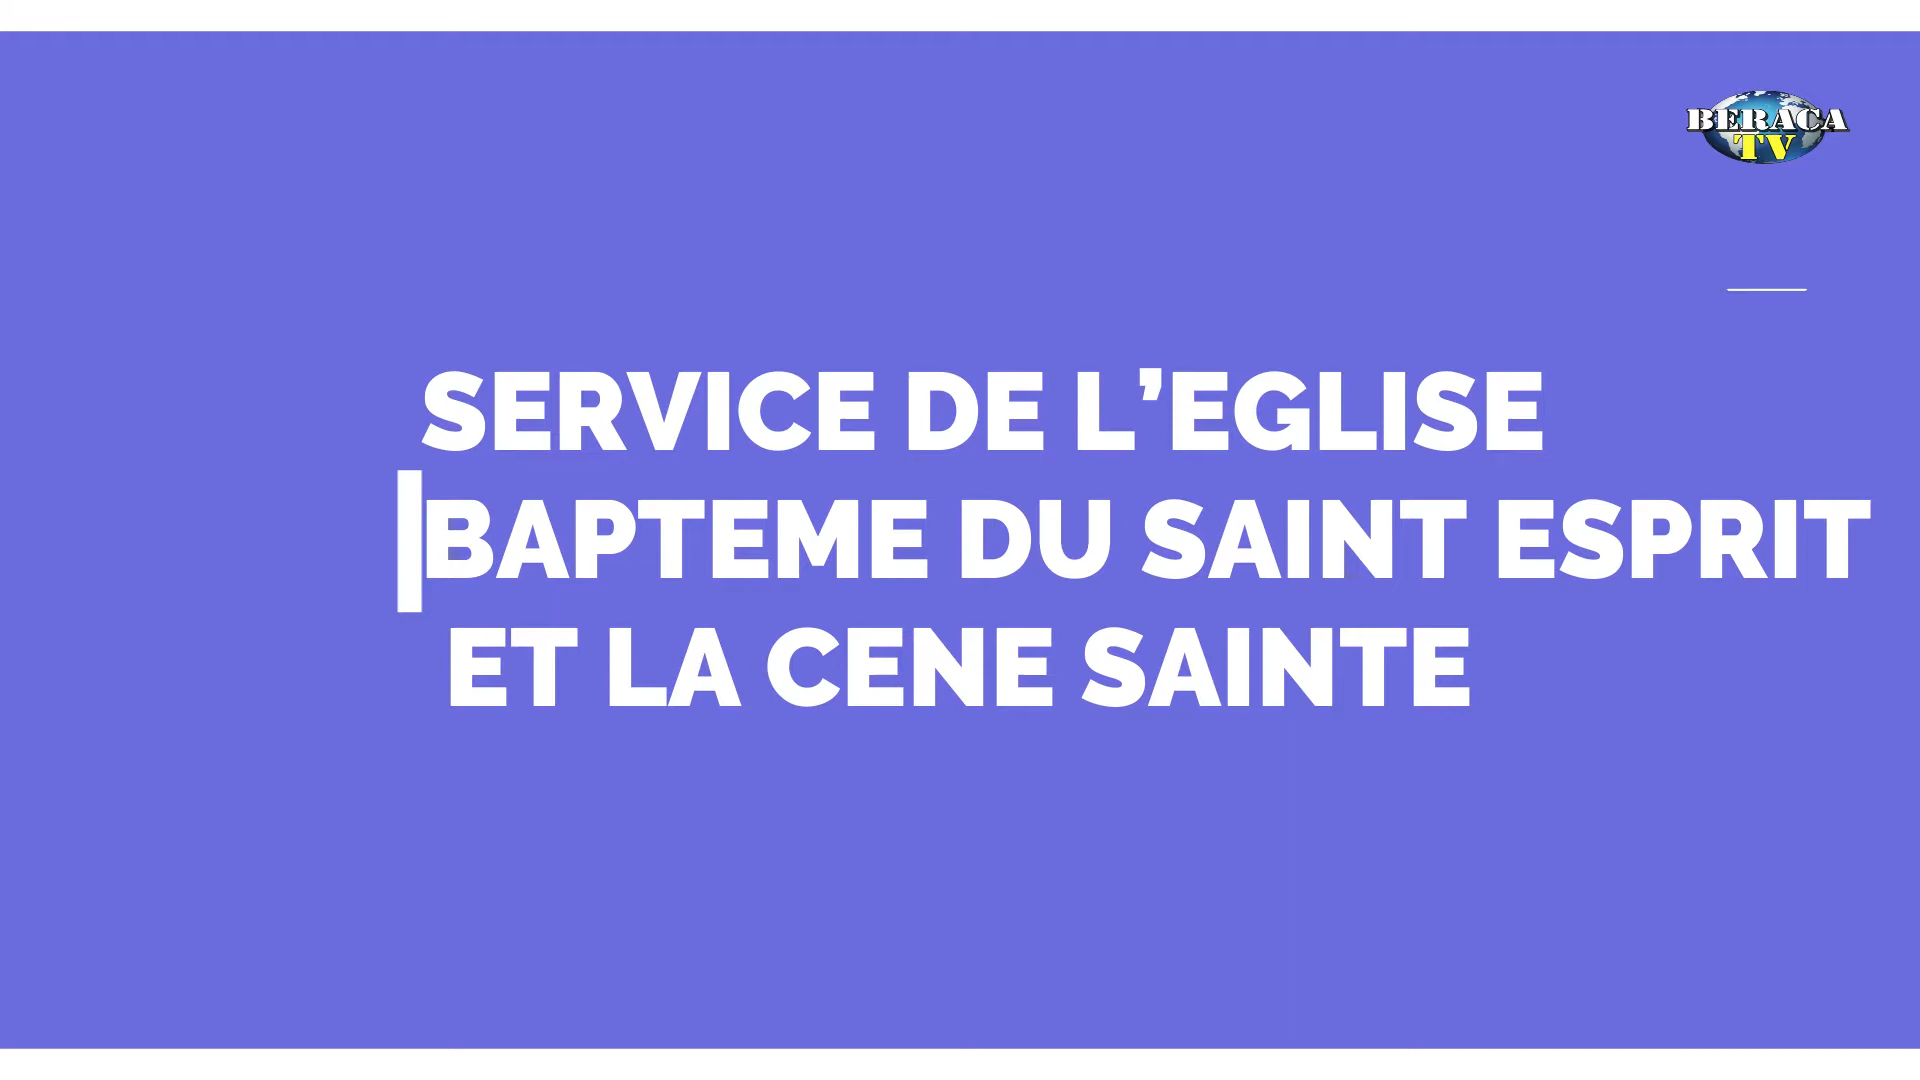 BERACA
TV
SERVICE DE L’EGLISE
BAPTEME DU SAINT ESPRIT
ET LA CENE SAINTE